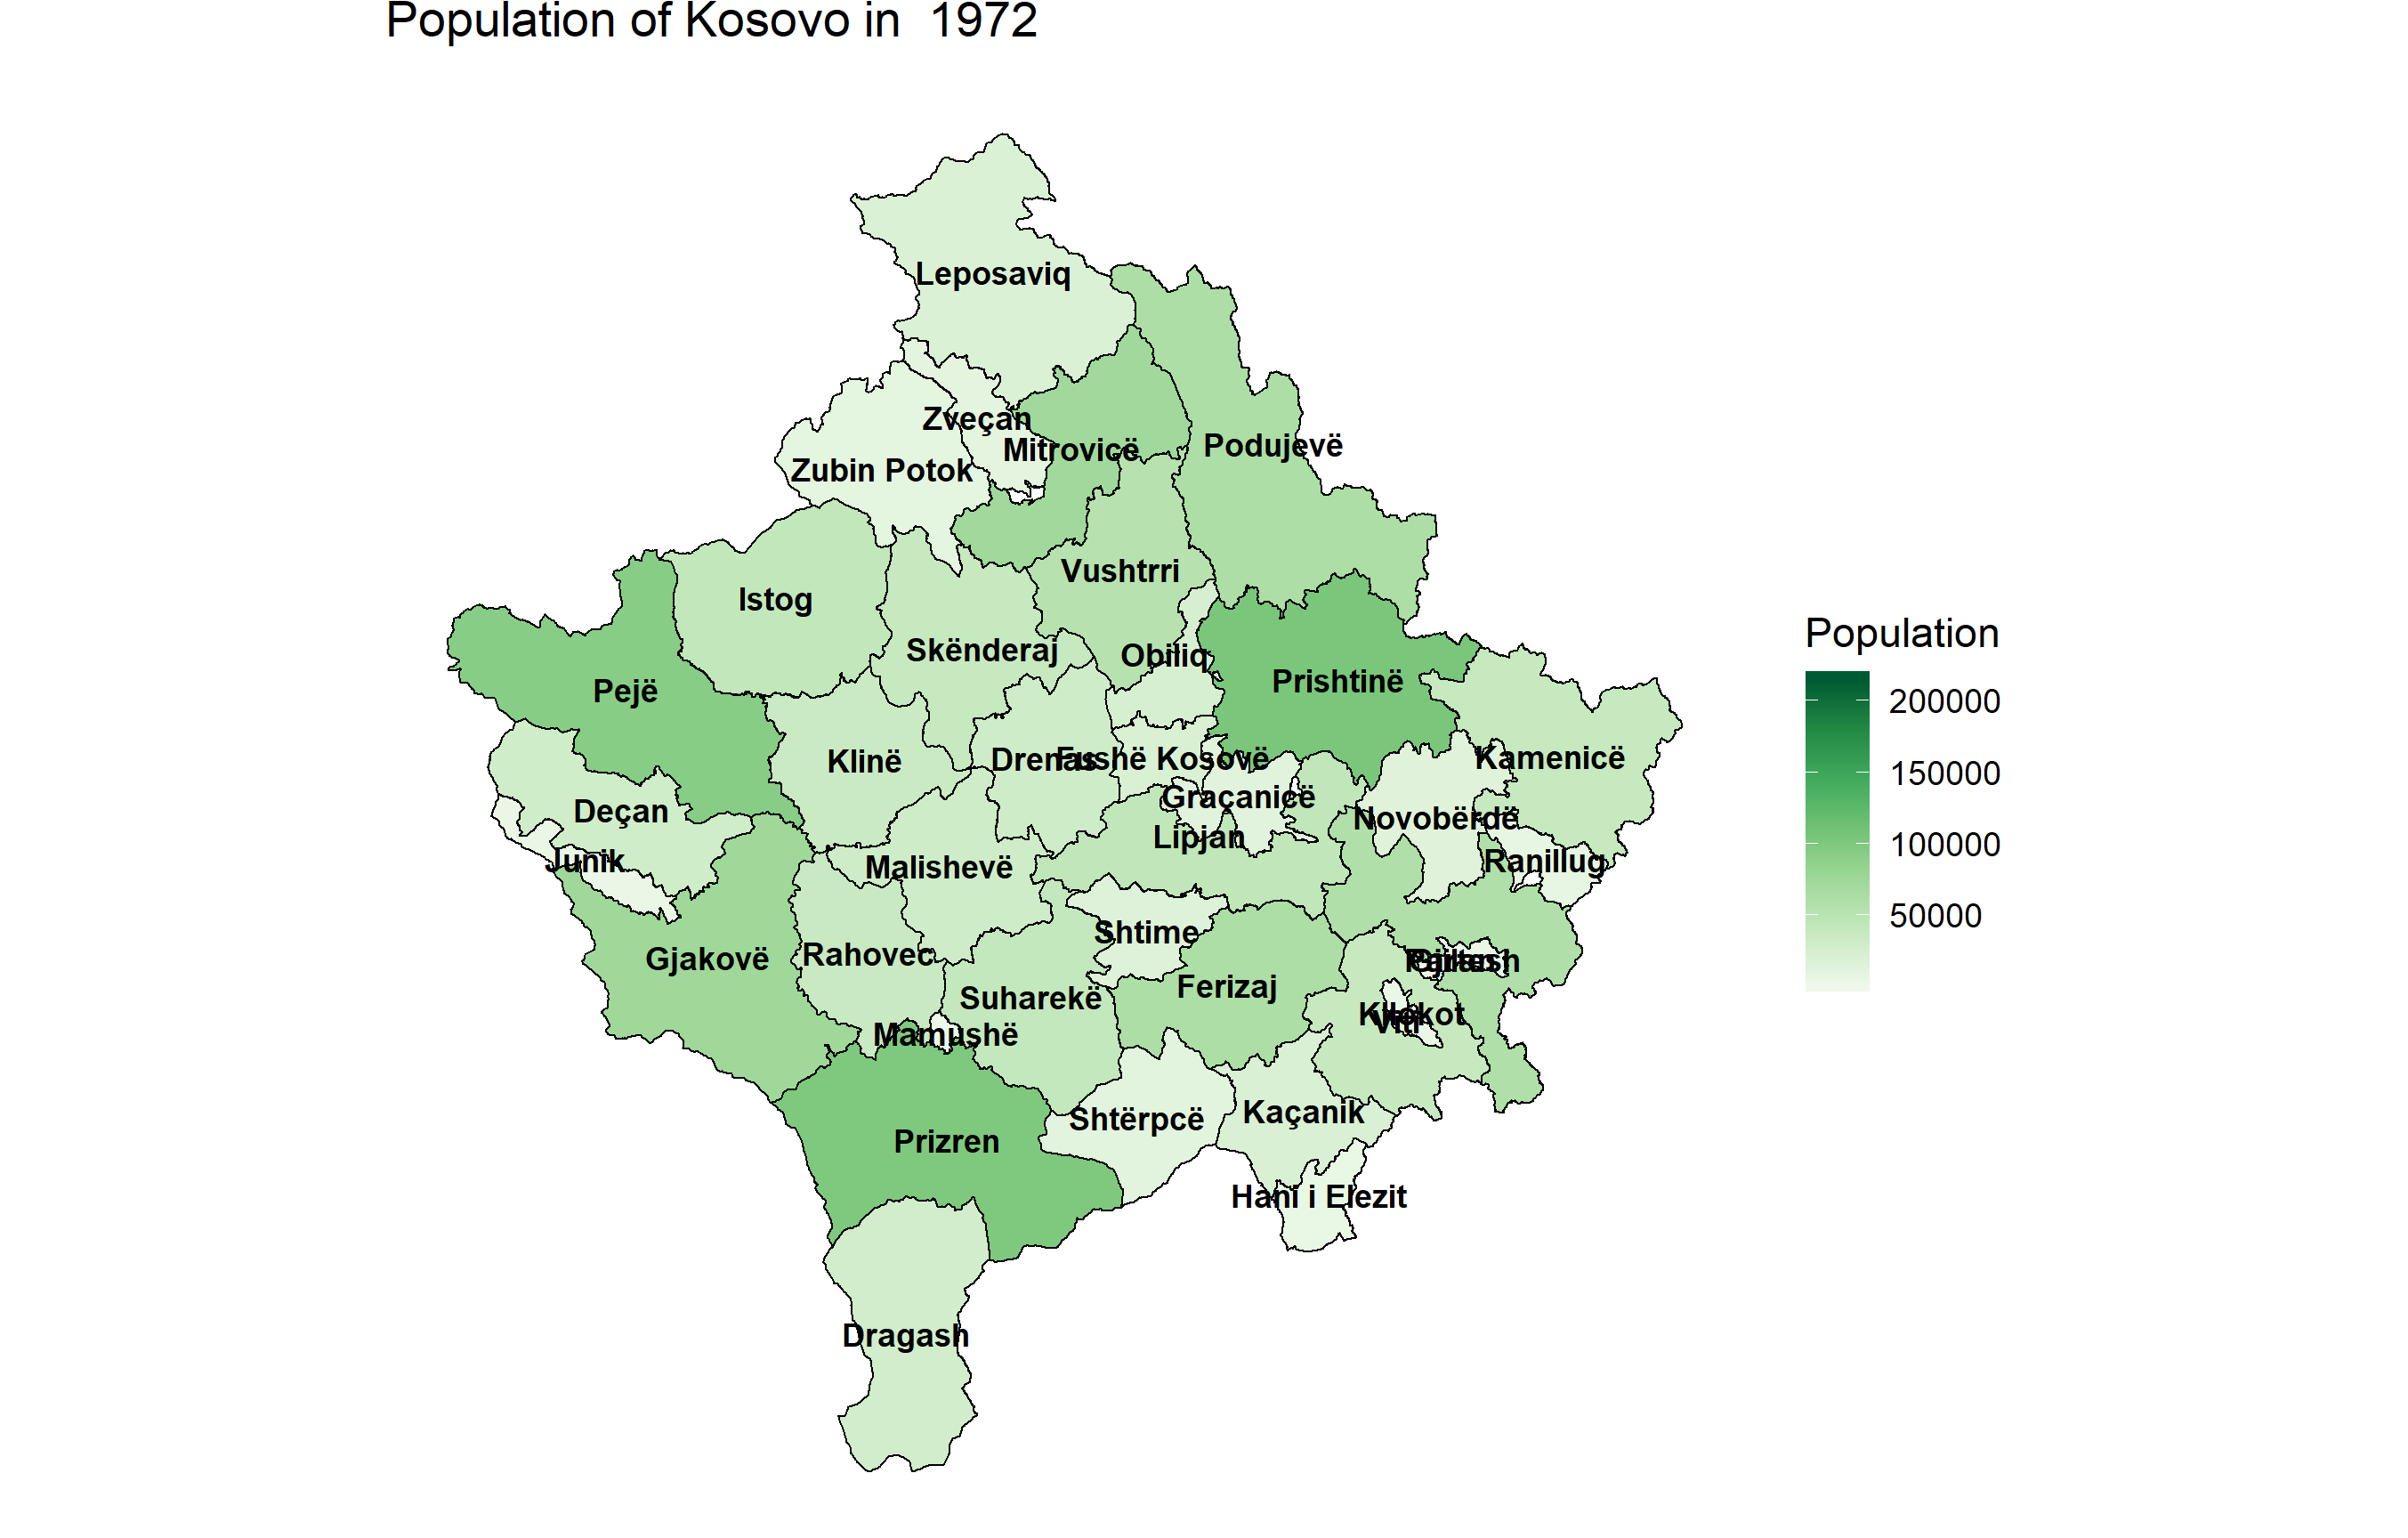 Population of Kosovo in  1972
Leposaviq
Zveçan
Mitrovicë
Podujevë
Zubin Potok
Vushtrri
Istog
Skënderaj
Obiliq
Prishtinë
Pejë
Klinë
Drenas
Fushë Kosovë
Kamenicë
Graçanicë
Deçan
Novobërdë
Lipjan
Junik
Malishevë
Ranillug
Shtime
Rahovec
Gjakovë
Partesh
Gjilan
Ferizaj
Suharekë
Kllokot
Viti
Mamushë
Shtërpcë
Kaçanik
Prizren
Hani i Elezit
Dragash
Population
200000
150000
100000
50000